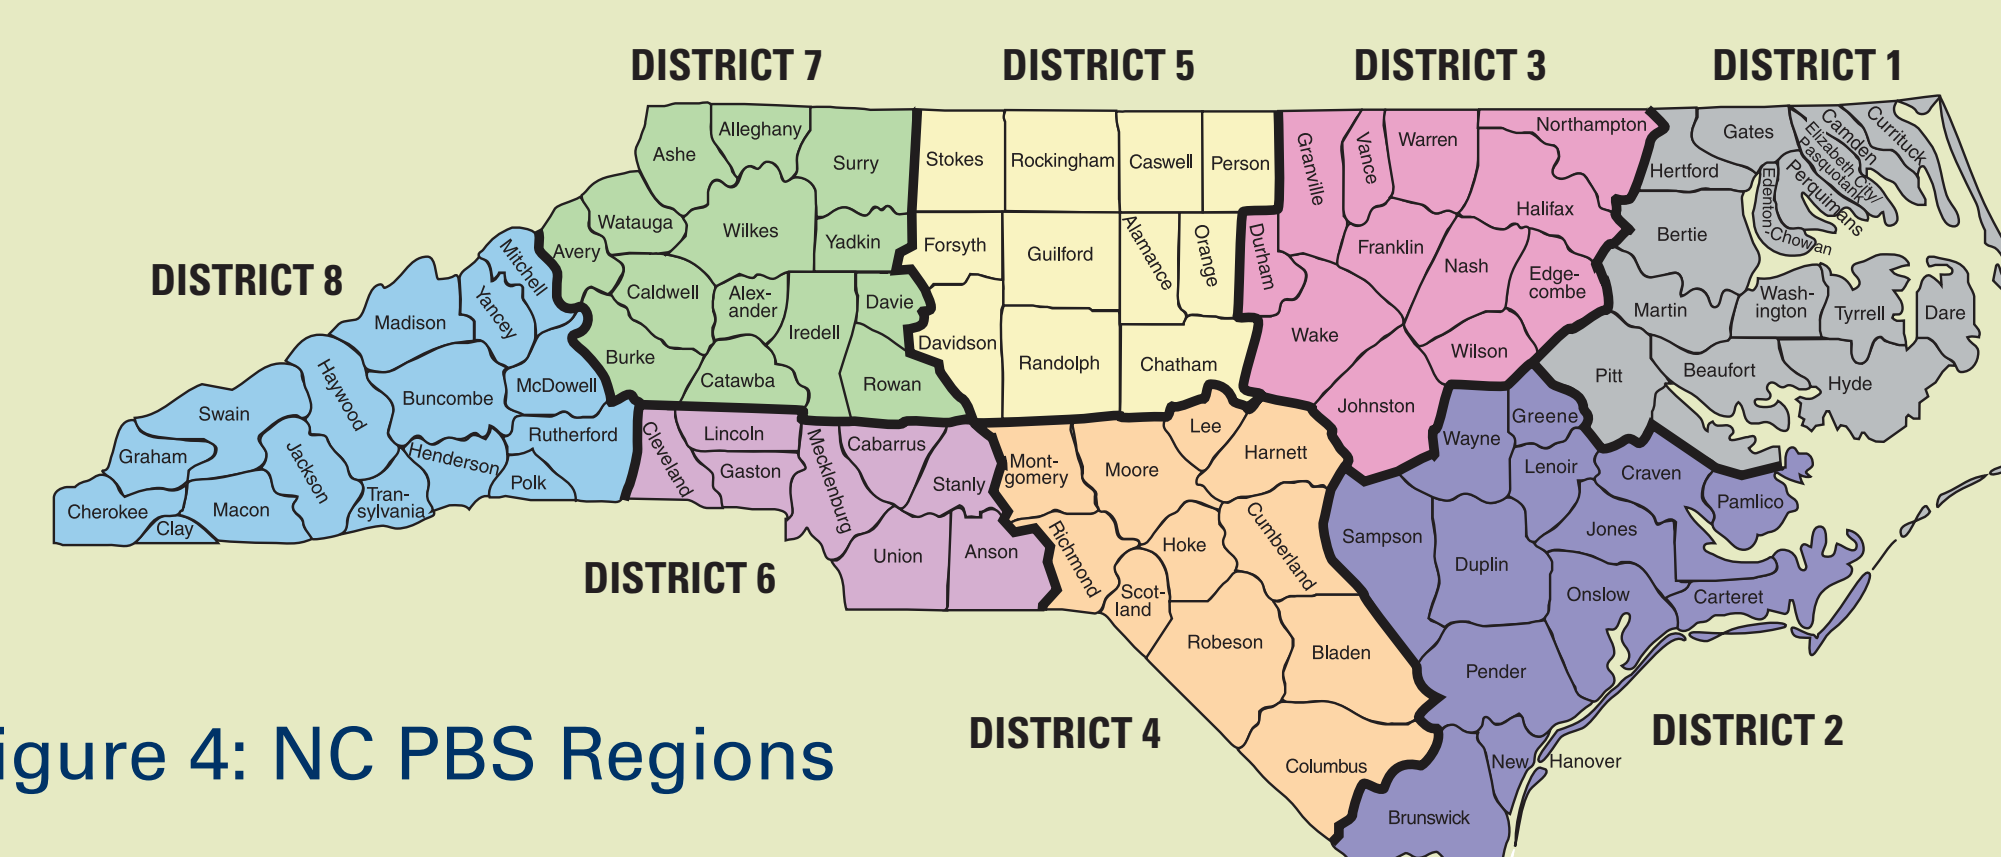 DISTRICT 7
DISTRICT 5
DISTRICT 3
DISTRICT 1
DISTRICT 8
DISTRICT 6
DISTRICT 4
DISTRICT 2
Ashe
Alleghany
Surry
Watauga
Wilkes
Yadkin
Avery
Caldwell
Alex-
ander
Iredell
Davie
Burke
Catawba
Rowan
Stokes
Rockingham
Caswell
Person
Forsyth
Guilford
Alamance
Orange
Davidson
Randolph
Chatham
Granville
Vance
Warren
Northampton
Halifax
Durham
Franklin
Nash
Edge-
combe
Wake
Wilson
Johnston
Gates
Camden
Currituck
Elizabeth City/
Pasquotank
Perquimans
Hertford
Edenton
-Chowan
Bertie
Martin
Wash-
ington
Tyrrell
Dare
Pitt
Beaufort
Hyde
Mitchell
Yancey
Madison
Haywood
Buncombe
McDowell
Swain
Graham
Jackson
Henderson
Rutherford
Polk
Cherokee
Clay
Macon
Tran-
sylvania
Cleveland
Lincoln
Gaston
Mecklenburg
Cabarrus
Stanly
Union
Anson
Mont-
gomery
Moore
Lee
Harnett
Richmond
Hoke
Cumberland
Scot-
land
Robeson
Bladen
Columbus
Wayne
Greene
Lenoir
Craven
Pamlico
Sampson
Duplin
Jones
Onslow
Carteret
Pender
New Hanover
Brunswick
igure 4: NC PBS Regions